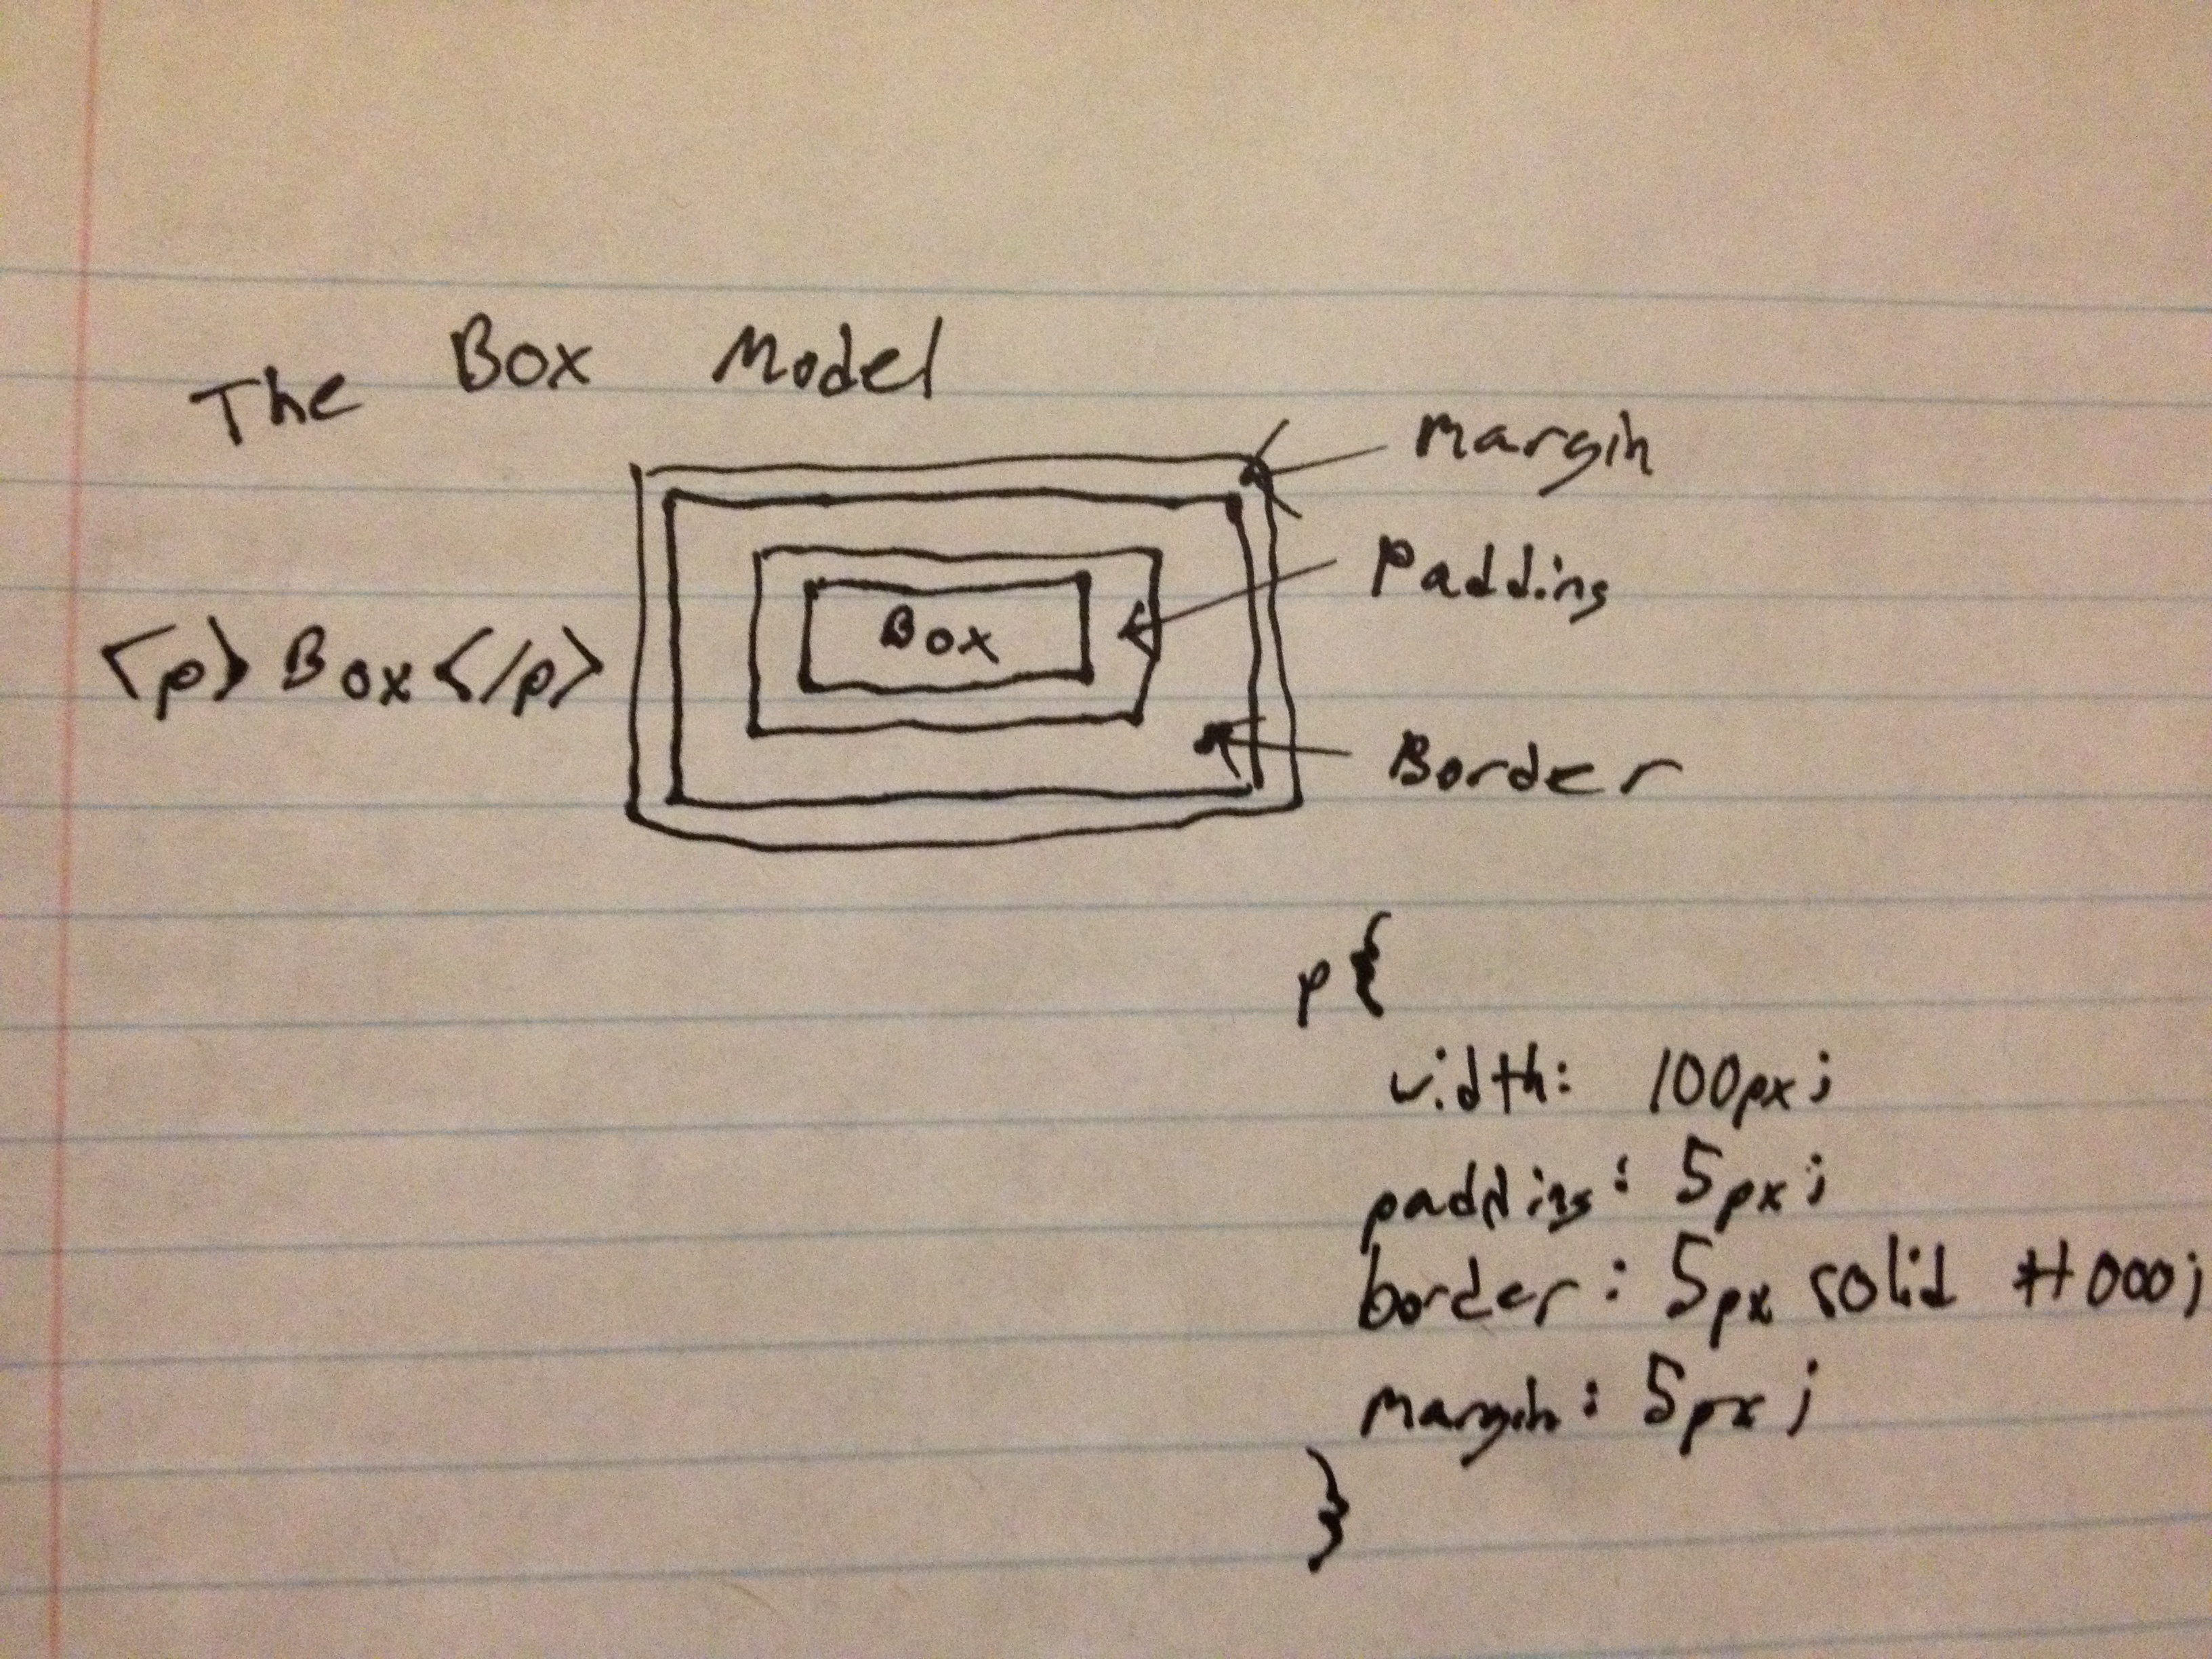 The Box Model
<p> Box </p>
Box
Margin
Padding
Border
p {
width: 100px;
padding: 5px;
border: 5px solid #000;
margin: 5px;
}